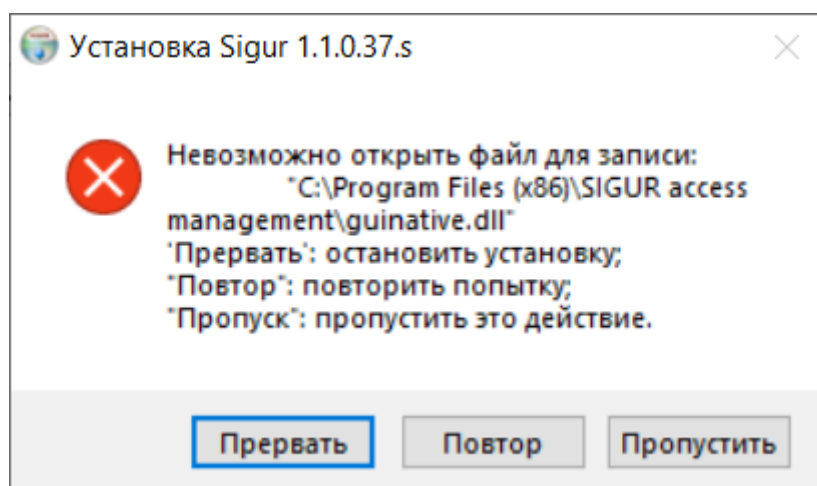 Установка Sigur 1.1.0.37.s
Невозможно открыть файл для записи:
"C:\Program Files (x86)\SIGUR access
management\guinative.dll"
'Прервать': остановить установку;
"Повтор": повторить попытку;
"Пропуск": пропустить это действие.
Прервать Повтор Пропустить